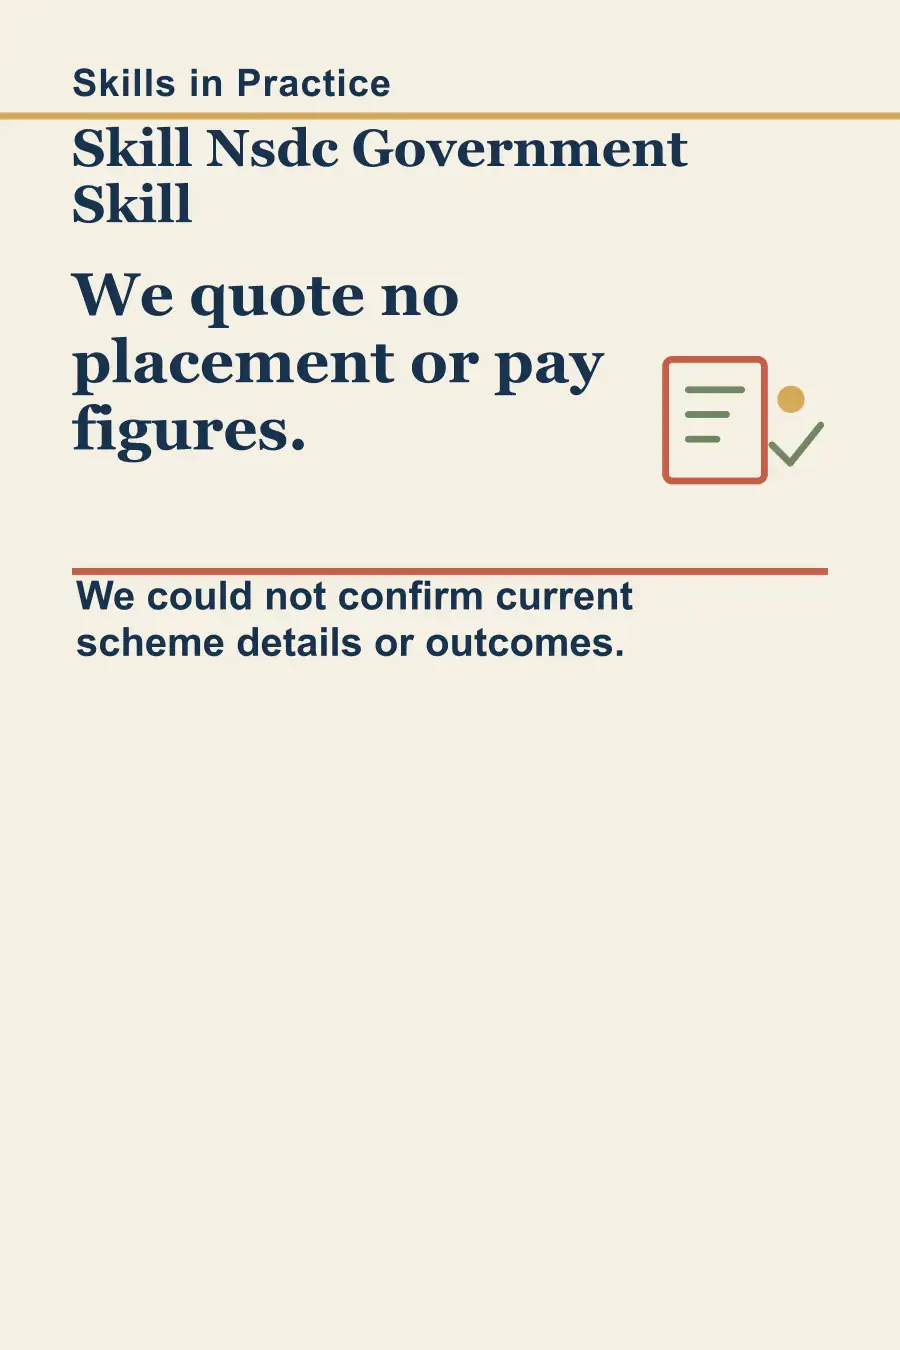 Skills in Practice
Skill Nsdc Government
Skill
We quote no
placement or pay
figures.
We could not confirm current
scheme details or outcomes.